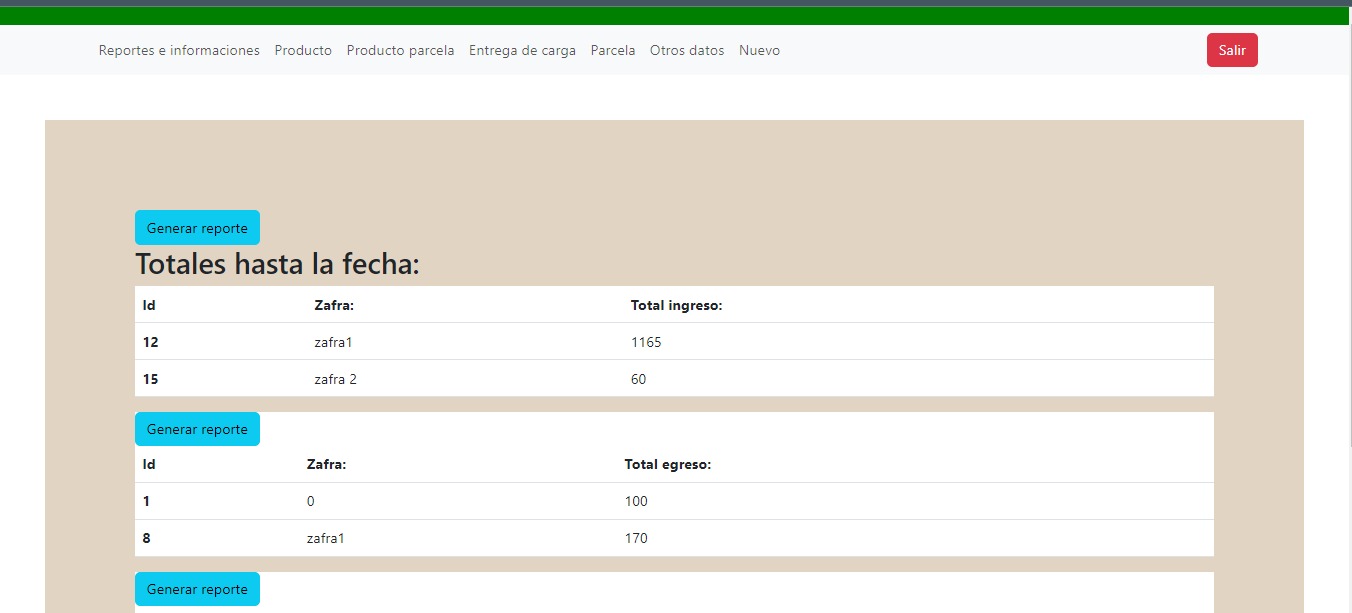 Reportes e informaciones Producto Producto parcela Entrega de carga Parcela Otros datos Nuevo Salir
Generar reporte
Totales hasta la fecha:
Id Zafra: Total ingreso:
12 zafra1 1165
15 zafra 2 60
Generar reporte
Id Zafra: Total egreso:
1 0 100
8 zafra1 170
Generar reporte